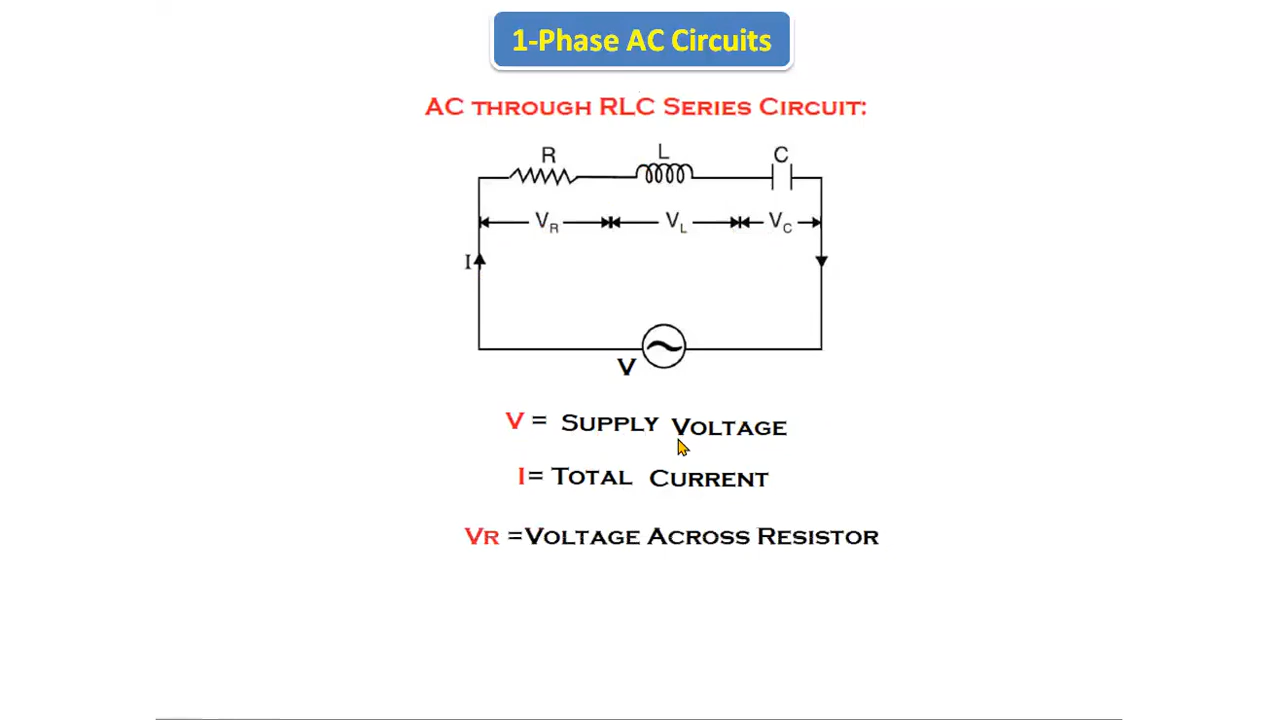 1-Phase AC Circuits
AC through RLC Series Circuit:
R L C
VR VL VC
I
V
V = Supply Voltage
I= Total Current
VR =Voltage Across Resistor